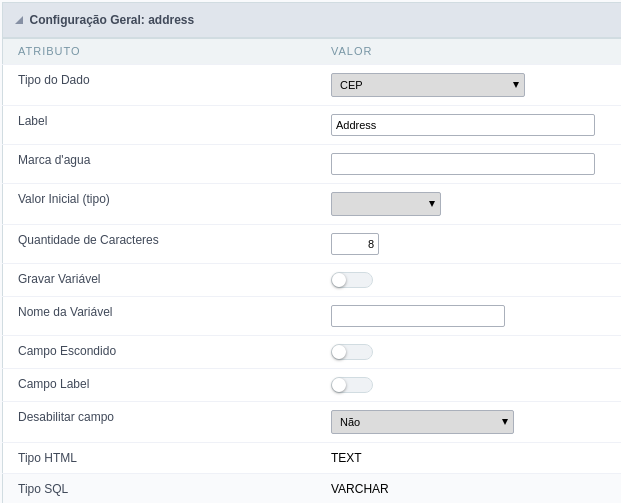 Configuração Geral: address
ATRIBUTO VALOR
Tipo do Dado CEP
Label Address
Marca d'agua
Valor Inicial (tipo)
Quantidade de Caracteres 8
Gravar Variável
Nome da Variável
Campo Escondido
Campo Label
Desabilitar campo Não
Tipo HTML TEXT
Tipo SQL VARCHAR